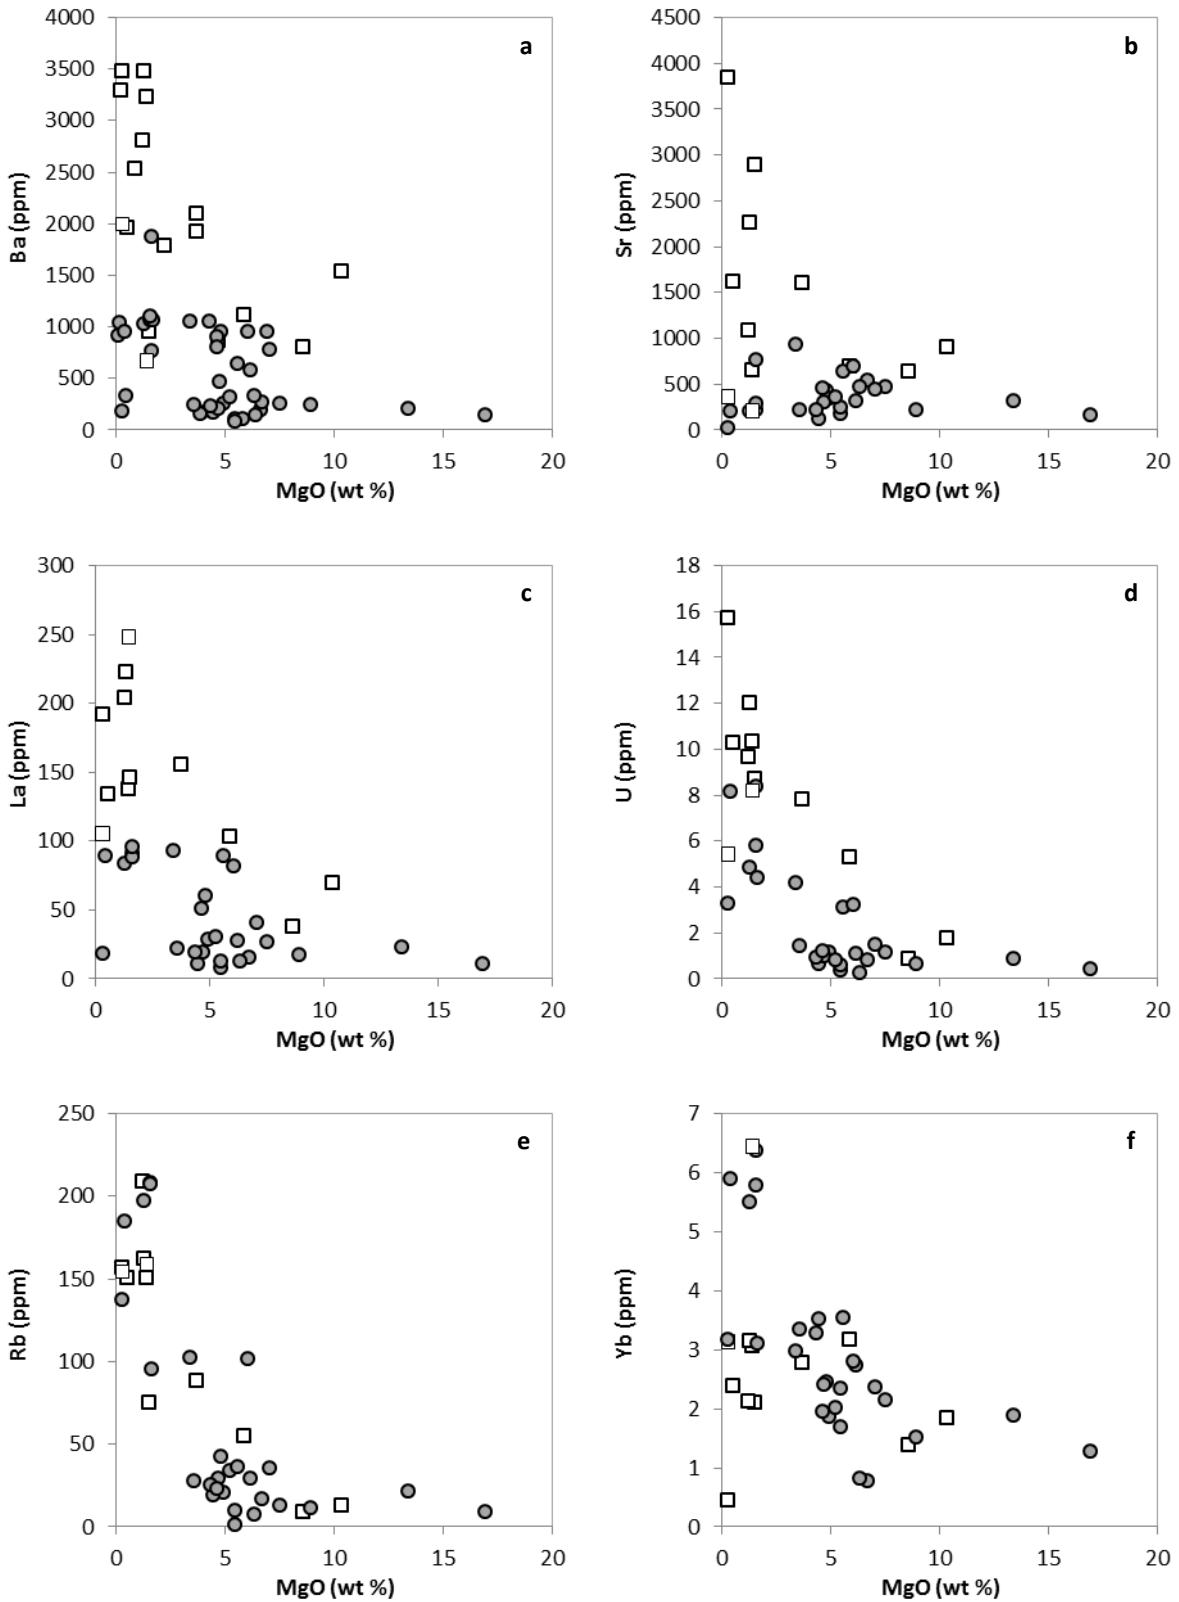 4000
3500
3000
2500
2000
1500
1000
500
0
0 5 10 15 20
Ba (ppm)
MgO (wt %)
a
4500
4000
3500
3000
2500
2000
1500
1000
500
0
0 5 10 15 20
Sr (ppm)
MgO (wt %)
b
300
250
200
150
100
50
0
0 5 10 15 20
La (ppm)
MgO (wt %)
c
18
16
14
12
10
8
6
4
2
0
0 5 10 15 20
U (ppm)
MgO (wt %)
d
250
200
150
100
50
0
0 5 10 15 20
Rb (ppm)
MgO (wt %)
e
7
6
5
4
3
2
1
0
0 5 10 15 20
Yb (ppm)
MgO (wt %)
f